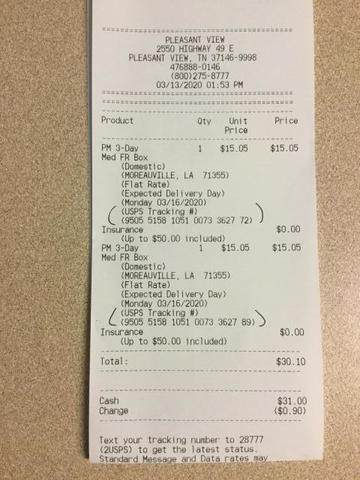 PLEASANT VIEW
2550 HIGHWAY 49 E
PLEASANT VIEW, TN 37146-9998
476888-0146
(800)275-8777
03/13/2020 01:53 PM
Product Qty Unit Price
Price
PM 3-Day 1 $15.05 $15.05
Med FR Box
(Domestic)
(MOREAUVILLE, LA 71355)
(Flat Rate)
(Expected Delivery Day)
(Monday 03/16/2020)
(USPS Tracking #)
(9505 5158 1051 0073 3627 72)
Insurance $0.00
(Up to $50.00 included)
PM 3-Day 1 $15.05 $15.05
Med FR Box
(Domestic)
(MOREAUVILLE, LA 71355)
(Flat Rate)
(Expected Delivery Day)
(Monday 03/16/2020)
(USPS Tracking #)
(9505 5158 1051 0073 3627 89)
Insurance $0.00
(Up to $50.00 included)
Total: $30.10
Cash $31.00
Change ($0.90)
Text your tracking number to 28777
(2USPS) to get the latest status.
Standard Message and Data rates may